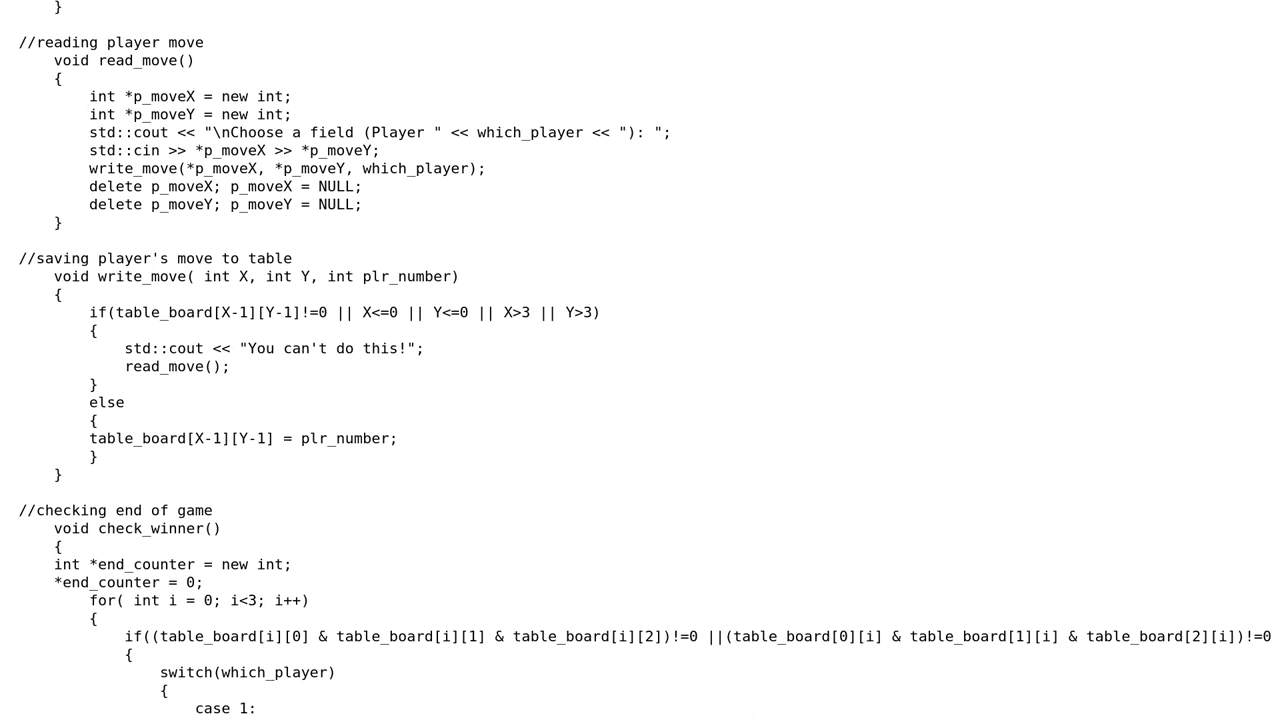 }

//reading player move
    void read_move()
    {
        int *p_moveX = new int;
        int *p_moveY = new int;
        std::cout << "\nChoose a field (Player " << which_player << "): ";
        std::cin >> *p_moveX >> *p_moveY;
        write_move(*p_moveX, *p_moveY, which_player);
        delete p_moveX; p_moveX = NULL;
        delete p_moveY; p_moveY = NULL;
    }

//saving player's move to table
    void write_move( int X, int Y, int plr_number)
    {
        if(table_board[X-1][Y-1]!=0 || X<=0 || Y<=0 || X>3 || Y>3)
        {
            std::cout << "You can't do this!";
            read_move();
        }
        else
        {
        table_board[X-1][Y-1] = plr_number;
        }
    }

//checking end of game
    void check_winner()
    {
    int *end_counter = new int;
    *end_counter = 0;
        for( int i = 0; i<3; i++)
        {
            if((table_board[i][0] & table_board[i][1] & table_board[i][2])!=0 ||(table_board[0][i] & table_board[1][i] & table_board[2][i])!=0
            {
                switch(which_player)
                {
                    case 1: